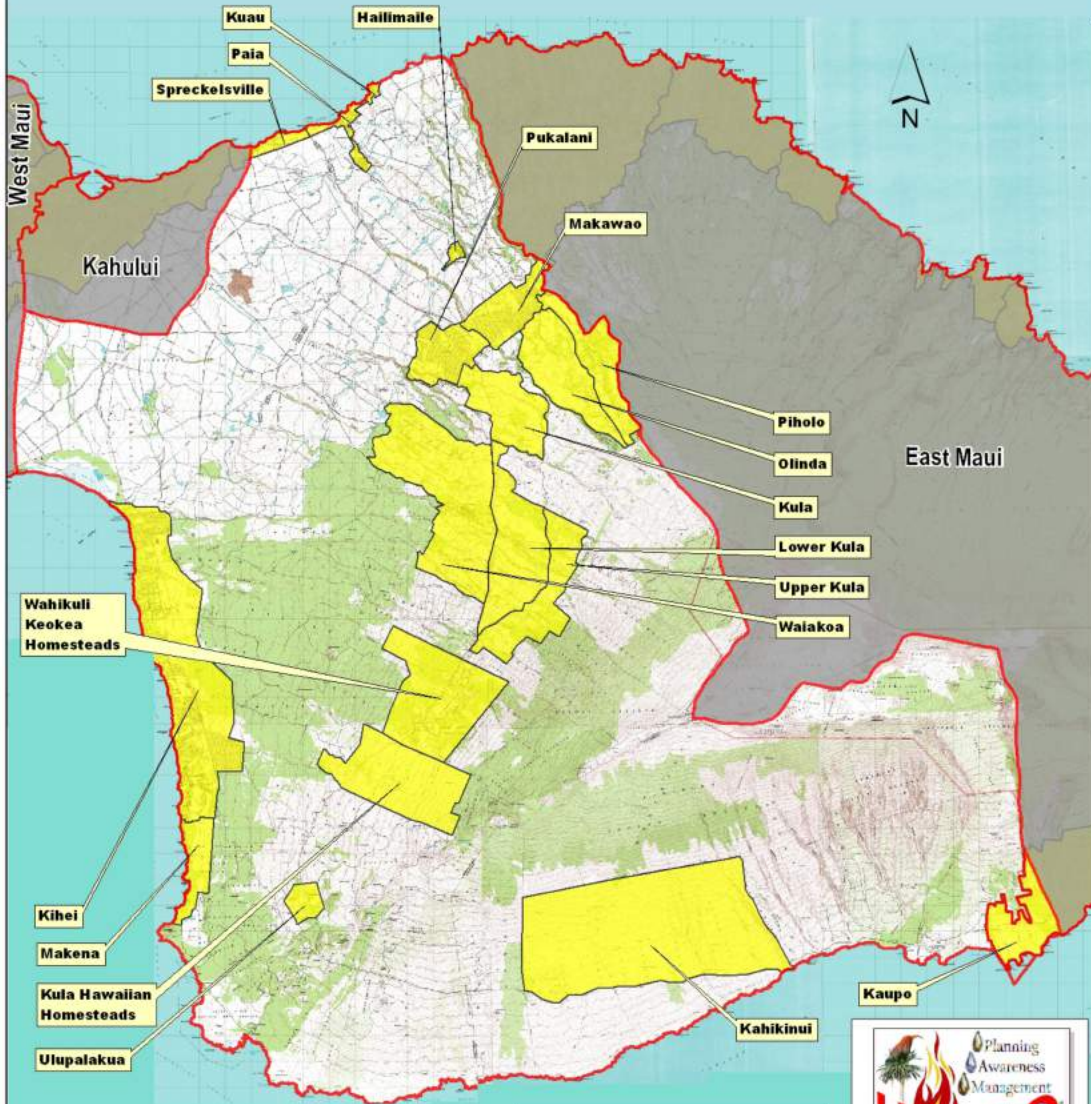 Kuau
Hailimaile
Paia
Spreckelsville
Pukalani
N
West Maui
Makawao
Kahului
Piholo
East Maui
Olinda
Kula
Lower Kula
Upper Kula
Waiakoa
Wahikuli
Keokea
Homesteads
Kihei
Makena
Kula Hawaiian
Homesteads
Ulupalakua
Kahikinui
Kaupo
Planning
Awareness
Management